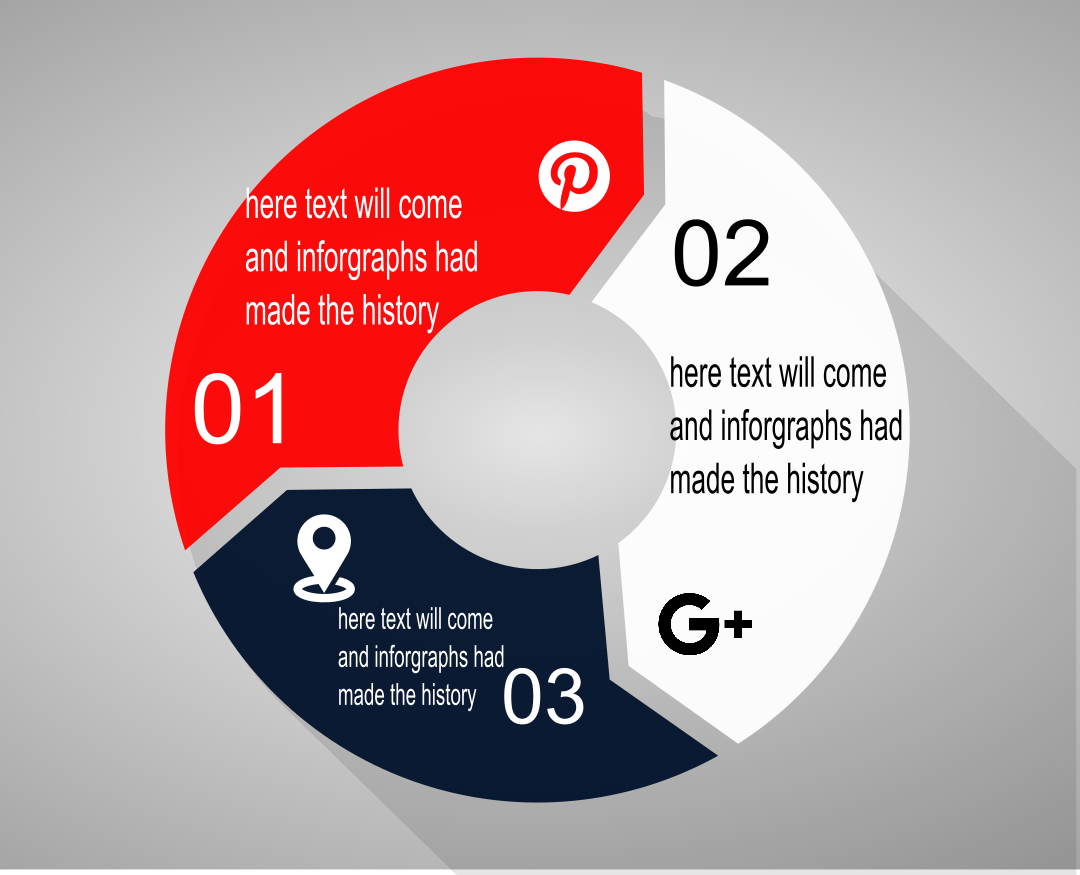 here text will come
and inforgraphs had
made the history
01
02
here text will come
and inforgraphs had
made the history
G+
here text will come
and inforgraphs had
made the history
03